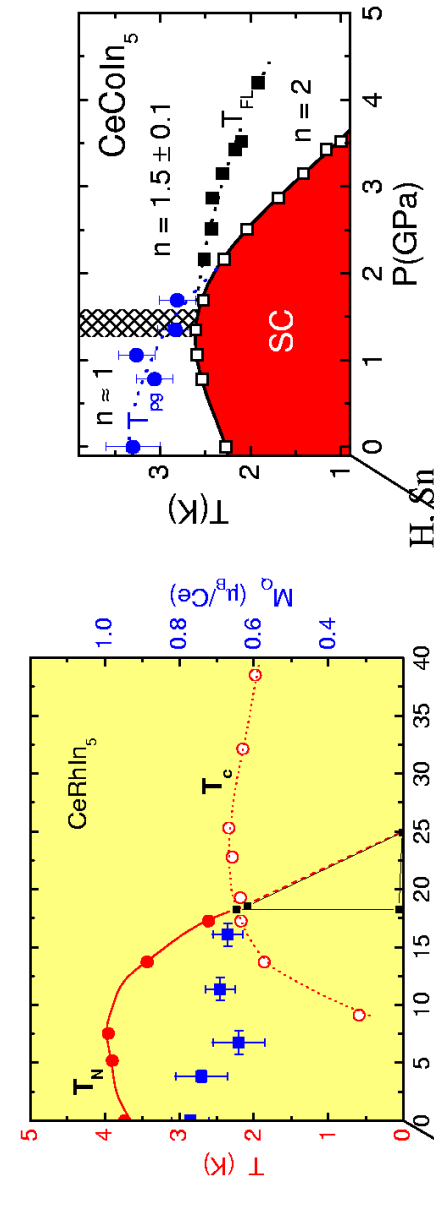 CeRhIn5
T_N
T_c
T (K)
5
4
3
2
1
0
0 5 10 15 20 25 30 35 40
M_Q (μ_B/Ce)
1.0
0.8
0.6
0.4
CeCoIn5
n ≈ 1
n = 1.5 ± 0.1
T_pg
T_FL
n = 2
SC
T(K)
3
2
1
0 1 2 3 4 5
P(GPa)
H, Sn